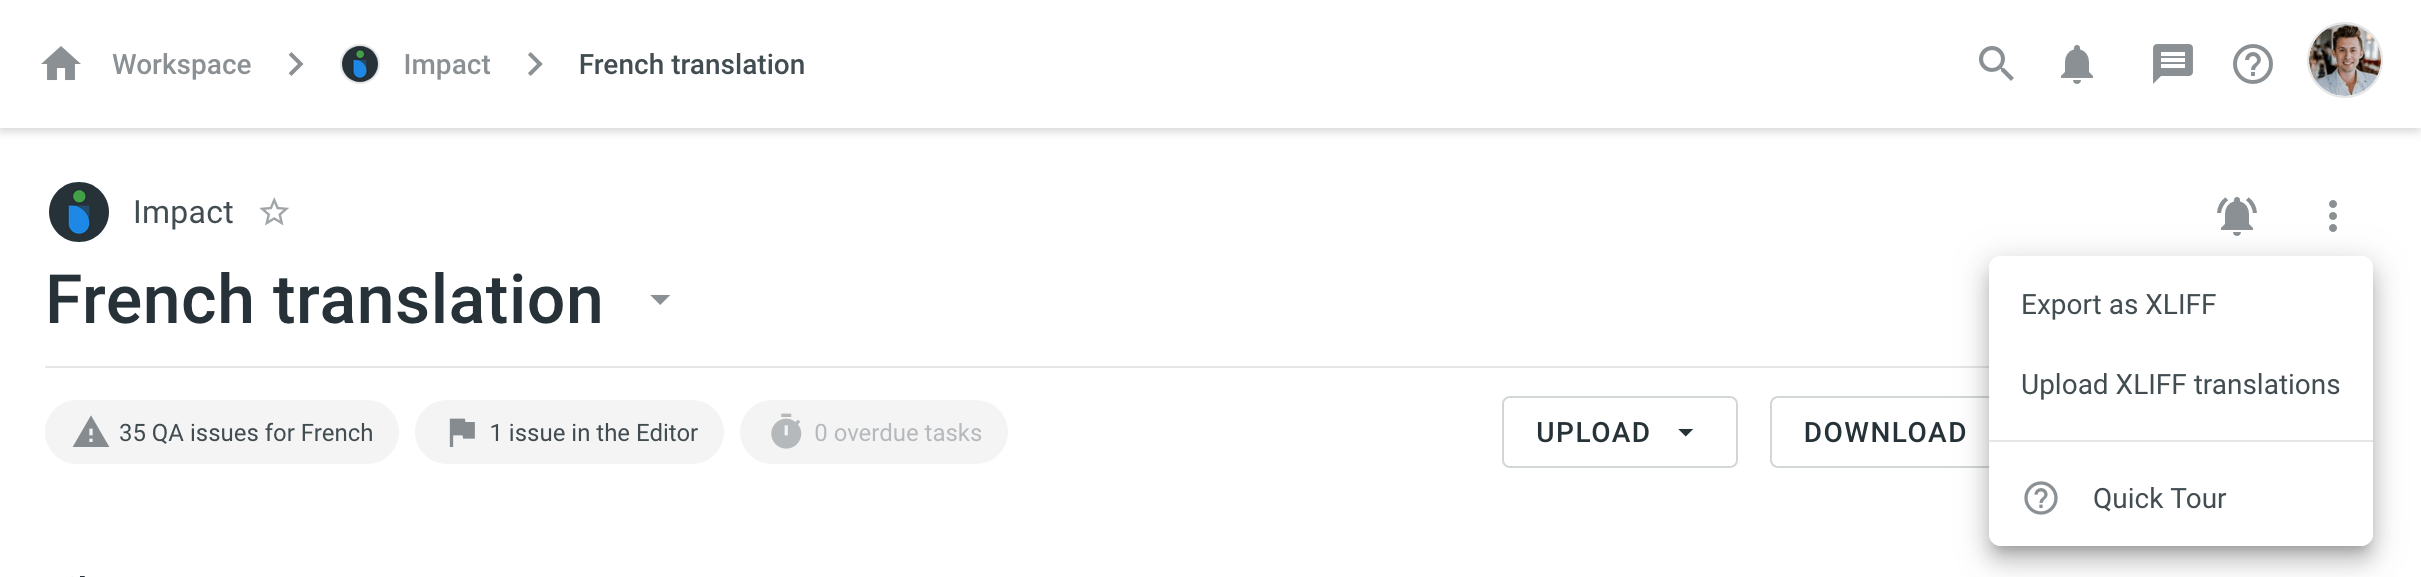 Workspace
Impact
French translation
Impact
French translation
Export as XLIFF
Upload XLIFF translations
35 QA issues for French
1 issue in the Editor
0 overdue tasks
UPLOAD
DOWNLOAD
Quick Tour